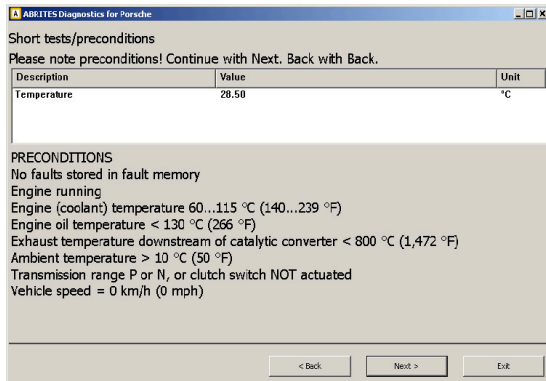 ABRITES Diagnostics for Porsche
Short tests/preconditions
Please note preconditions! Continue with Next. Back with Back.
Description Value Unit
Temperature 28.50 °C
PRECONDITIONS
No faults stored in fault memory
Engine running
Engine (coolant) temperature 60...115 °C (140...239 °F)
Engine oil temperature < 130 °C (266 °F)
Exhaust temperature downstream of catalytic converter < 800 °C (1,472 °F)
Ambient temperature > 10 °C (50 °F)
Transmission range P or N, or clutch switch NOT actuated
Vehicle speed = 0 km/h (0 mph)
< Back Next > Exit